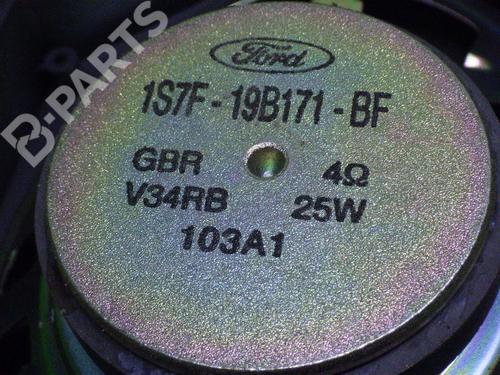 B-PARTS
Ford
1S7F-19B171-BF
GBR 4Ω
V34RB 25W
103A1